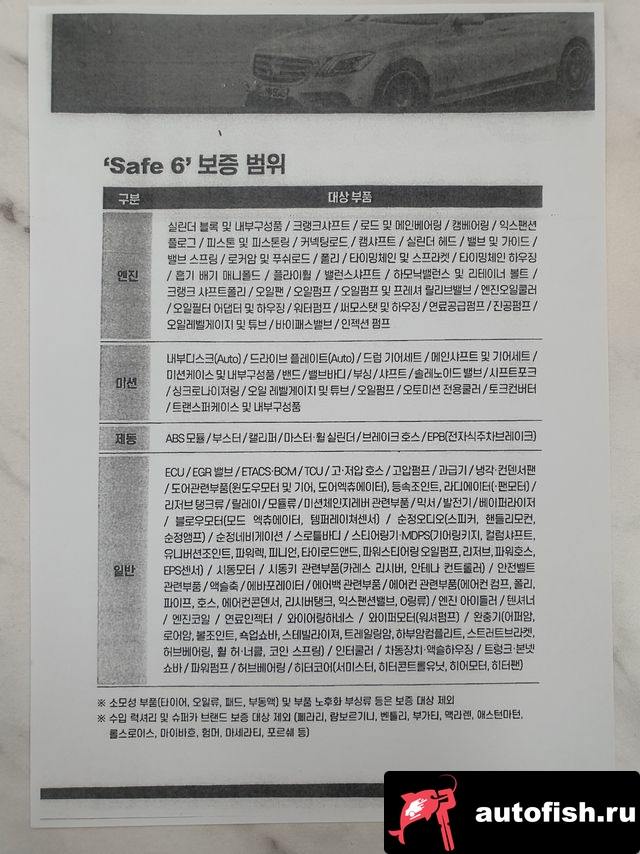 'Safe 6' 보증 범위
구분 대상 부품
엔진
실린더 블록 및 내부구성품 / 크랭크샤프트 / 로드 및 메인베어링 / 캠베어링 / 익스팬션
플로그 / 피스톤 및 피스톤링 / 커넥팅로드 / 캠샤프트 / 실린더 헤드 / 밸브 및 가이드 /
밸브 스프링 / 로커암 및 푸쉬로드 / 폴리 / 타이밍체인 및 스프라켓 / 타이밍체인 하우징
/ 흡기 배기 매니폴드 / 플라이휠 / 밸런스샤프트 / 하모닉밸런스 및 리테이너 볼트 /
크랭크 샤프트폴리 / 오일팬 / 오일펌프 / 오일펌프 및 프레셔 릴리브밸브 / 엔진오일쿨러
/ 오일필터 어댑터 및 하우징 / 워터펌프 / 써모스탯 및 하우징 / 연료공급펌프 / 진공펌프 /
오일레벨게이지 및 튜브 / 바이패스밸브 / 인젝션 펌프
미션
내부디스크(Auto) / 드라이브 플레이트(Auto) / 드럼 기어세트 / 메인샤프트 및 기어세트 /
미션케이스 및 내부구성품 / 밴드 / 밸브바디 / 부싱 / 샤프트 / 솔레노이드 밸브 / 시프트포크
/ 싱크로나이져링 / 오일 레벨게이지 및 튜브 / 오일펌프 / 오토미션 전용쿨러 / 토크컨버터
/ 트랜스퍼케이스 및 내부구성품
제동
ABS 모듈 / 부스터 / 캘리퍼 / 마스터·휠 실린더 / 브레이크 호스 / EPB(전자식주차브레이크)
일반
ECU / EGR 밸브 / ETACS·BCM / TCU / 고·저압 호스 / 고압펌프 / 과급기 / 냉각·컨덴서팬
/ 도어관련부품(윈도우모터 및 기어, 도어엑츄에이터), 등속조인트, 라디에이터(·팬모터) /
리저브 탱크류 / 릴레이 / 모듈류 / 미션체인지레버 관련부품 / 믹서 / 발전기 / 베이퍼라이저
/ 블로우모터(모드 엑츄에이터, 템퍼레이쳐센서) / 순정오디오(스피커, 핸들리모컨,
순정앰프) / 순정네비게이션 / 스로틀바디 / 스티어링기·MDPS(기어링키지, 컬럼샤프트,
유니버션조인트, 파워렉, 피니언, 타이로드앤드, 파워스티어링 오일펌프, 리저브, 파워호스,
EPS센서) / 시동모터 / 시동키 관련부품(카레스 리시버, 안테나 컨트롤러) / 안전벨트
관련부품 / 액슬축 / 에바포레이터 / 에어백 관련부품 / 에어컨 관련부품(에어컨 컴프, 폴리,
파이프, 호스, 에어컨콘덴서, 리시버탱크, 익스팬션밸브, O링류) / 엔진 아이들러 / 텐셔너
/ 엔진코일 / 연료인젝터 / 와이어링하네스 / 와이퍼모터(워셔펌프) / 완충기(어퍼암,
로어암, 볼조인트, 쇽업쇼바, 스테빌라이져, 트레일링암, 하부암컴플리트, 스트러트브라켓,
허브베어링, 휠 허·너클, 코인 스프링) / 인터쿨러 / 차동장치·액슬하우징 / 트렁크·본넷
쇼바 / 파워펌프 / 허브베어링 / 히터코어(서미스터, 히터콘트롤유닛, 히어모터, 히터팬)
※ 소모성 부품(타이어, 오일류, 패드, 부동액) 및 부품 노후화 부싱류 등은 보증 대상 제외
※ 수입 럭셔리 및 슈퍼카 브랜드 보증 대상 제외 (페라리, 람보르기니, 벤틀리, 부가티, 맥라렌, 애스턴마턴,
롤스로이스, 마이바흐, 험머, 마세라티, 포르쉐 등)
autofish.ru